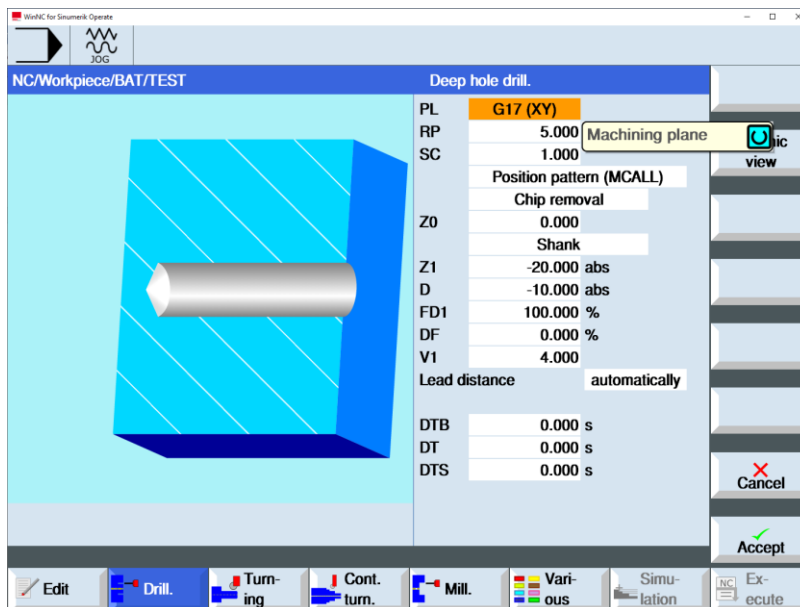 WinNC for Sinumerik Operate
JOG
NC/Workpiece/BAT/TEST
Deep hole drill.
PL G17 (XY)
RP 5.000
Machining plane
SC 1.000
view
Position pattern (MCALL)
Chip removal
Z0 0.000
Shank
Z1 -20.000 abs
D -10.000 abs
FD1 100.000 %
DF 0.000 %
V1 4.000
Lead distance automatically
DTB 0.000 s
DT 0.000 s
DTS 0.000 s
Cancel
Accept
Edit
Drill.
Turn-
ing
Cont.
turn.
Mill.
Vari-
ous
Simu-
lation
NC
Ex-
ecute